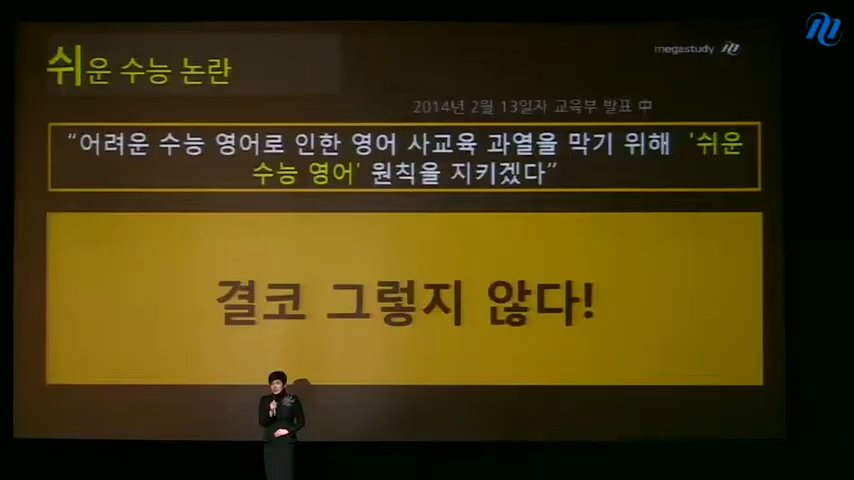 쉬운 수능 논란
megastudy
2014년 2월 13일자 교육부 발표 中
“어려운 수능 영어로 인한 영어 사교육 과열을 막기 위해 '쉬운
수능 영어' 원칙을 지키겠다”
결코 그렇지 않다!